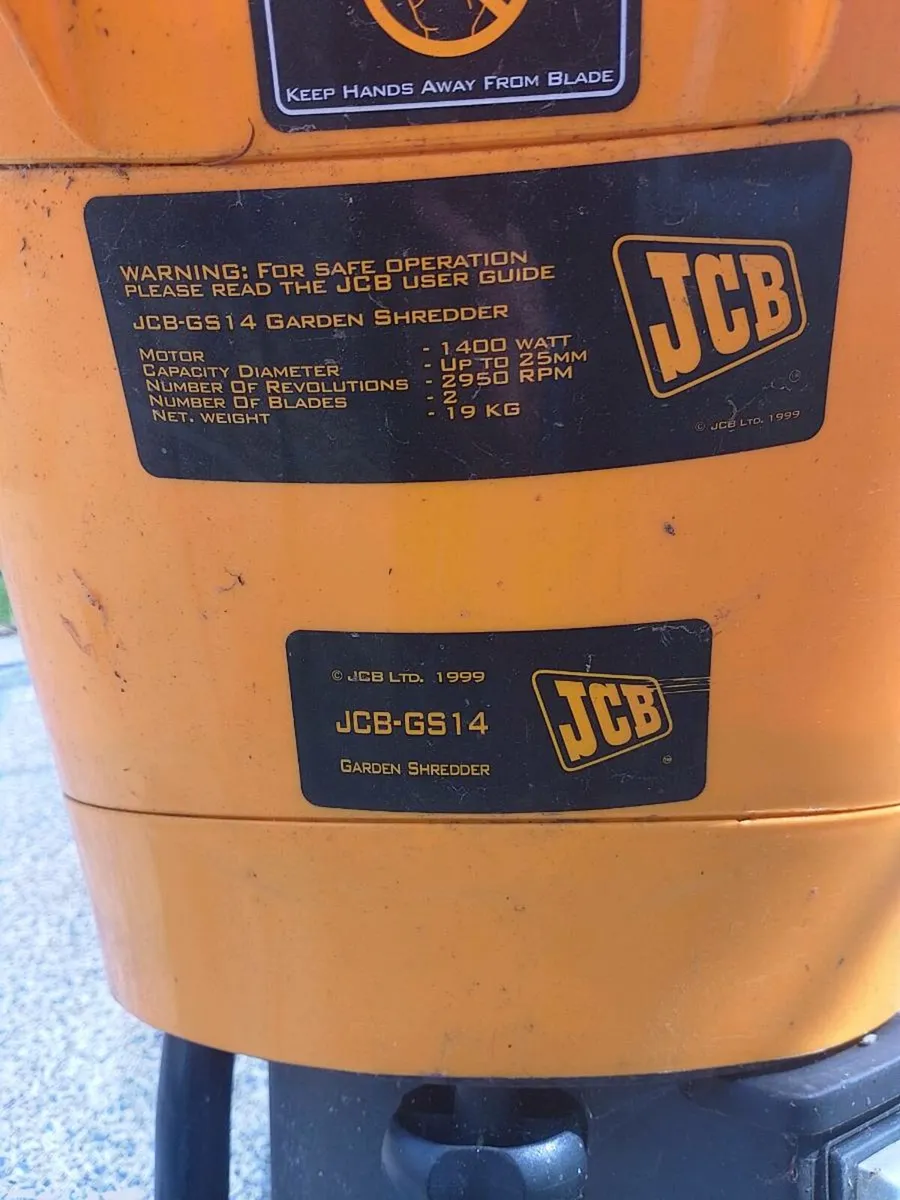 KEEP HANDS AWAY FROM BLADE
WARNING: FOR SAFE OPERATION
PLEASE READ THE JCB USER GUIDE
JCB-GS14 GARDEN SHREDDER
MOTOR - 1400 WATT
CAPACITY DIAMETER - UP TO 25MM
NUMBER OF REVOLUTIONS - 2950 RPM
NUMBER OF BLADES - 2
NET. WEIGHT - 19 KG
JCB
© JCB LTD. 1999
© JCB LTD. 1999
JCB-GS14
GARDEN SHREDDER
JCB